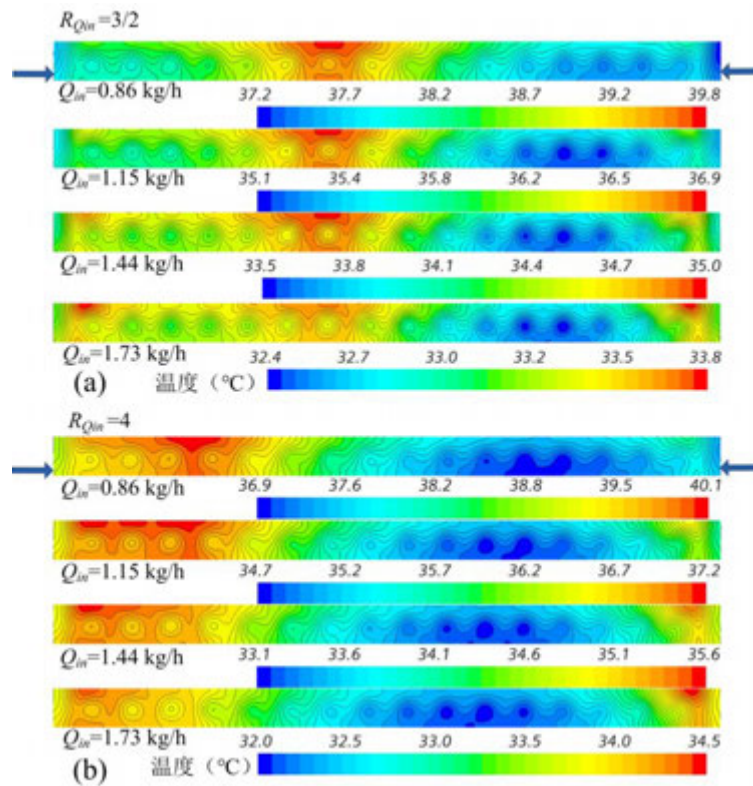 R_Qin=3/2
Q_in=0.86 kg/h 37.2 37.7 38.2 38.7 39.2 39.8
Q_in=1.15 kg/h 35.1 35.4 35.8 36.2 36.5 36.9
Q_in=1.44 kg/h 33.5 33.8 34.1 34.4 34.7 35.0
Q_in=1.73 kg/h 32.4 32.7 33.0 33.2 33.5 33.8
(a) 温度（°C）
R_Qin=4
Q_in=0.86 kg/h 36.9 37.6 38.2 38.8 39.5 40.1
Q_in=1.15 kg/h 34.7 35.2 35.7 36.2 36.7 37.2
Q_in=1.44 kg/h 33.1 33.6 34.1 34.6 35.1 35.6
Q_in=1.73 kg/h 32.0 32.5 33.0 33.5 34.0 34.5
(b) 温度（°C）